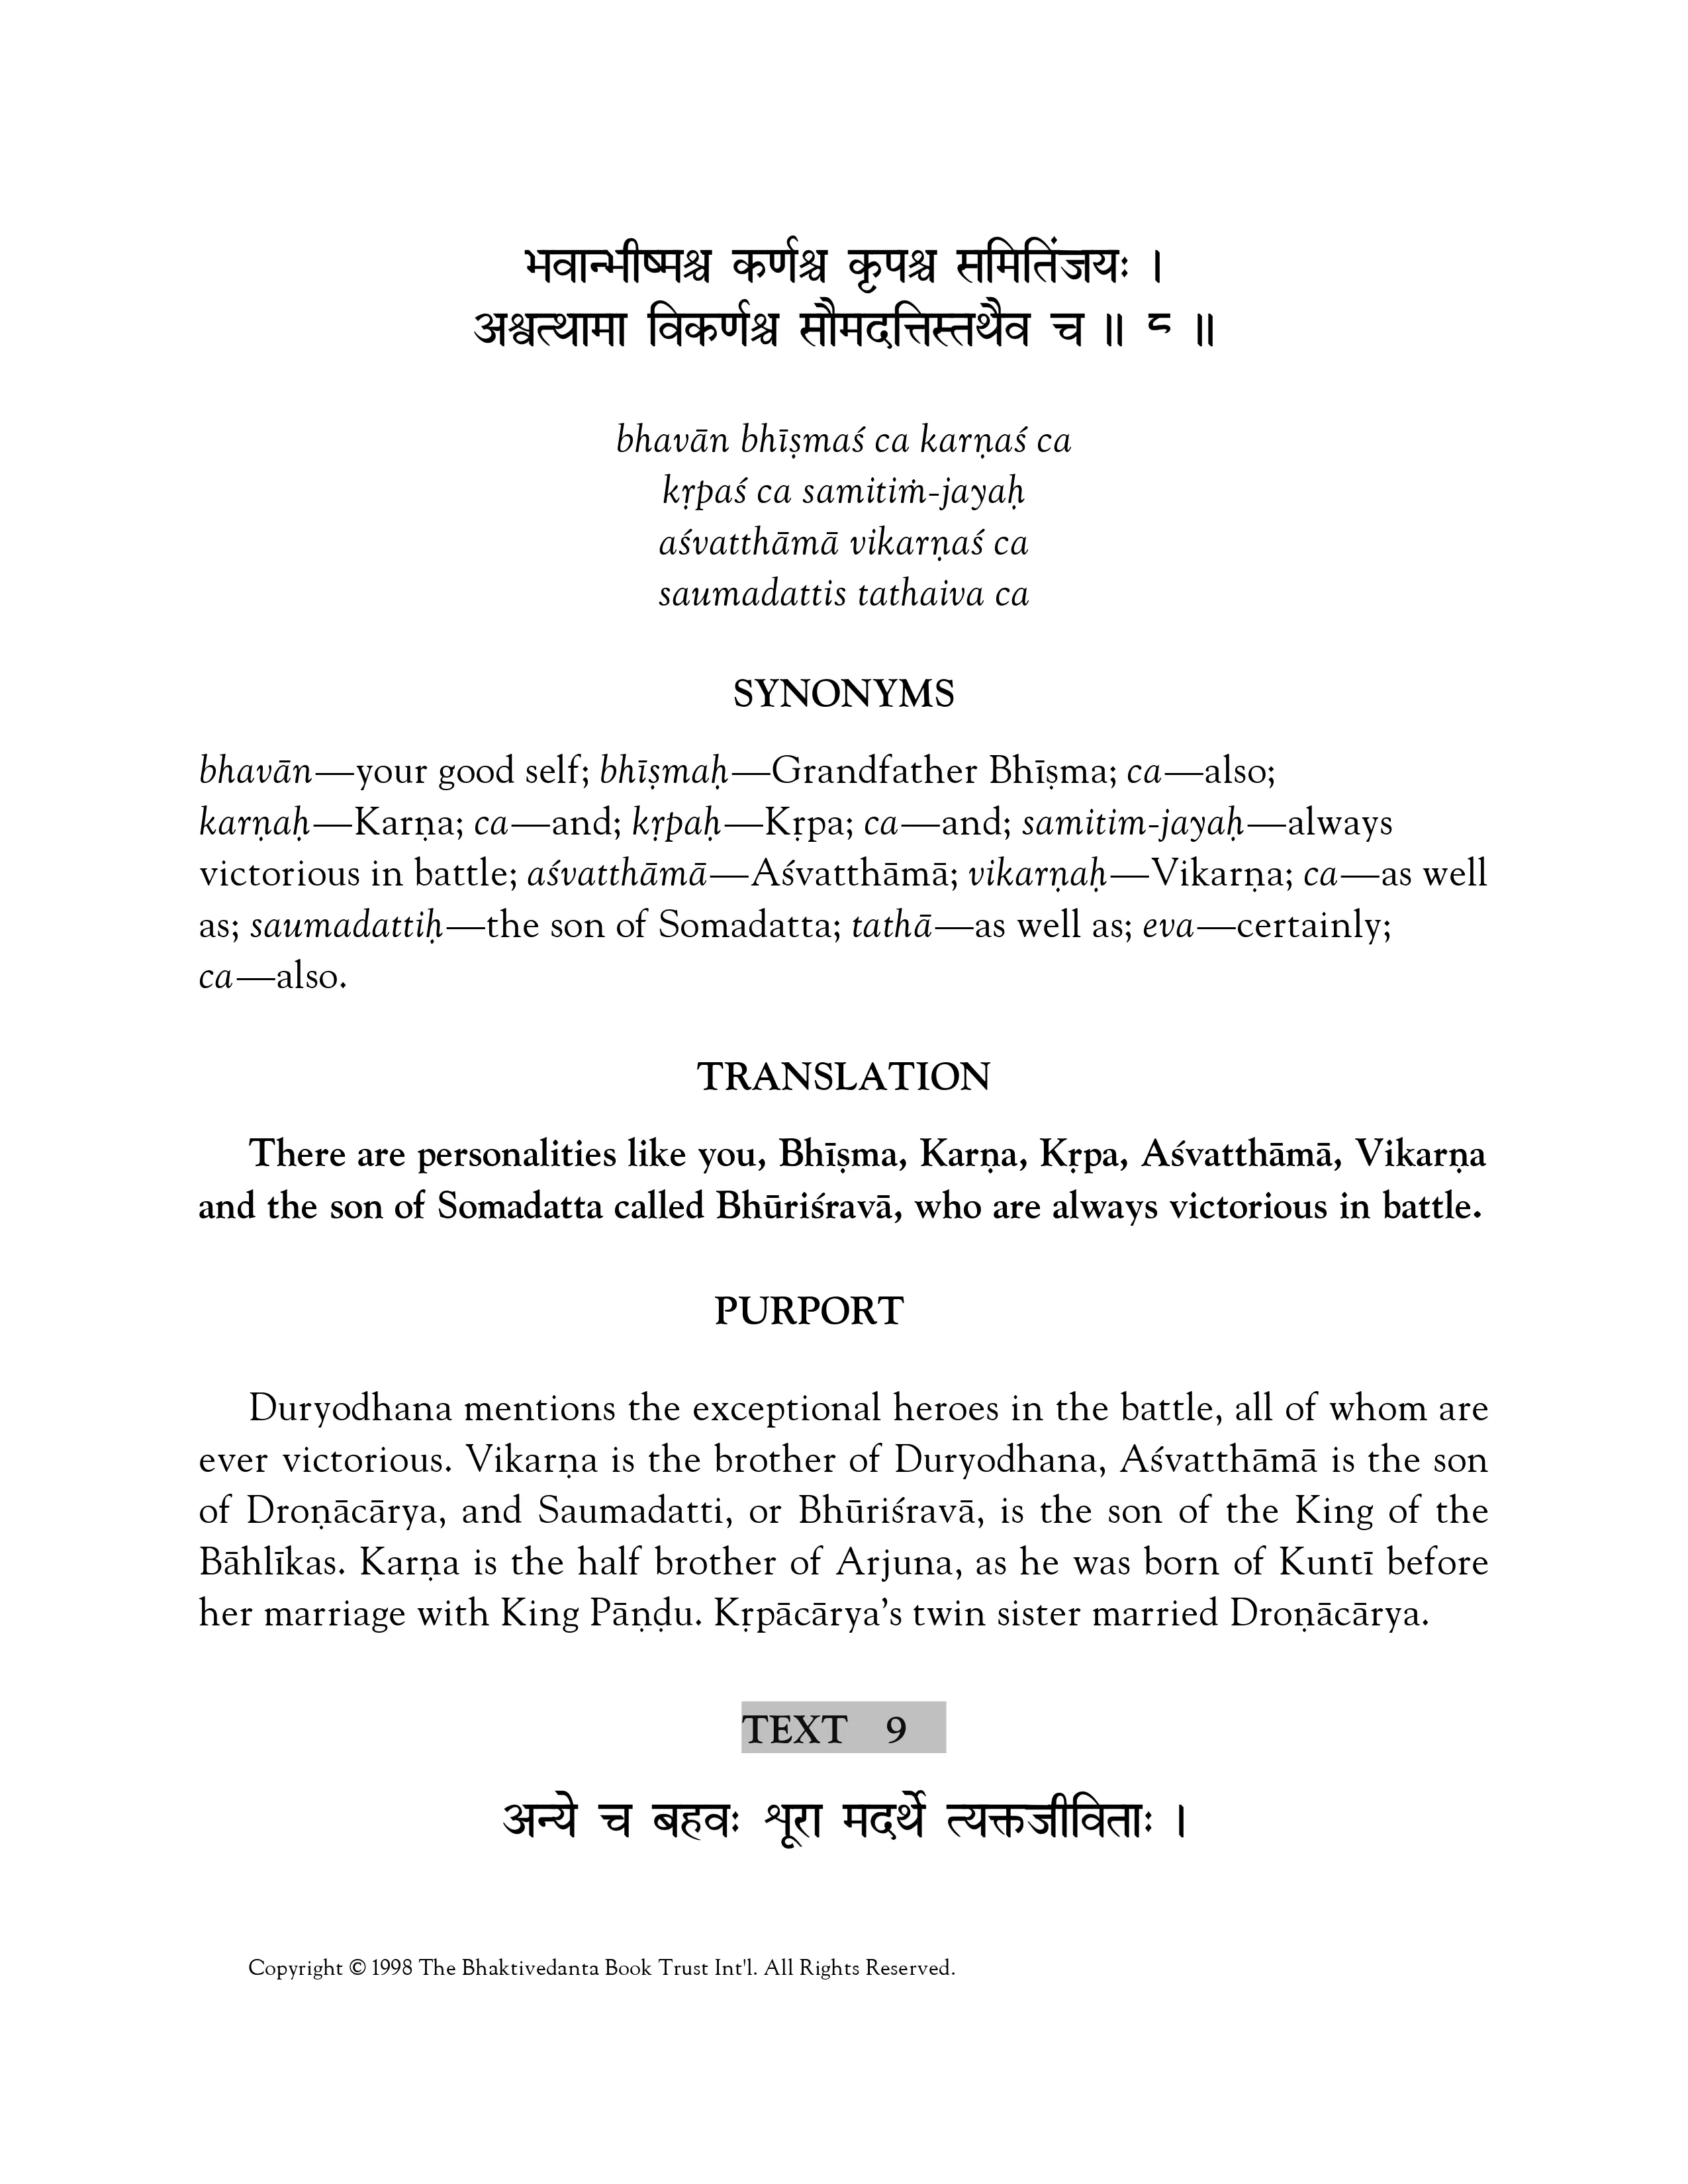 भवान्भीष्मश्च कर्णश्च कृपश्च समितिंजयः ।
अश्वत्थामा विकर्णश्च सौमदत्तिस्तथैव च ॥ ८ ॥
bhavān bhīṣmaś ca karṇaś ca
kṛpaś ca samitiṁ-jayaḥ
aśvatthāmā vikarṇaś ca
saumadattis tathaiva ca
SYNONYMS
bhavān—your good self; bhīṣmaḥ—Grandfather Bhīṣma; ca—also;
karṇaḥ—Karṇa; ca—and; kṛpaḥ—Kṛpa; ca—and; samitim-jayaḥ—always
victorious in battle; aśvatthāmā—Aśvatthāmā; vikarṇaḥ—Vikarṇa; ca—as well
as; saumadattiḥ—the son of Somadatta; tathā—as well as; eva—certainly;
ca—also.
TRANSLATION
There are personalities like you, Bhīṣma, Karṇa, Kṛpa, Aśvatthāmā, Vikarṇa
and the son of Somadatta called Bhūriśravā, who are always victorious in battle.
PURPORT
Duryodhana mentions the exceptional heroes in the battle, all of whom are
ever victorious. Vikarṇa is the brother of Duryodhana, Aśvatthāmā is the son
of Droṇācārya, and Saumadatti, or Bhūriśravā, is the son of the King of the
Bāhlīkas. Karṇa is the half brother of Arjuna, as he was born of Kuntī before
her marriage with King Pāṇḍu. Kṛpācārya’s twin sister married Droṇācārya.
TEXT 9
अन्ये च बहवः शूरा मदर्थे त्यक्तजीविताः ।
Copyright © 1998 The Bhaktivedanta Book Trust Int'l. All Rights Reserved.